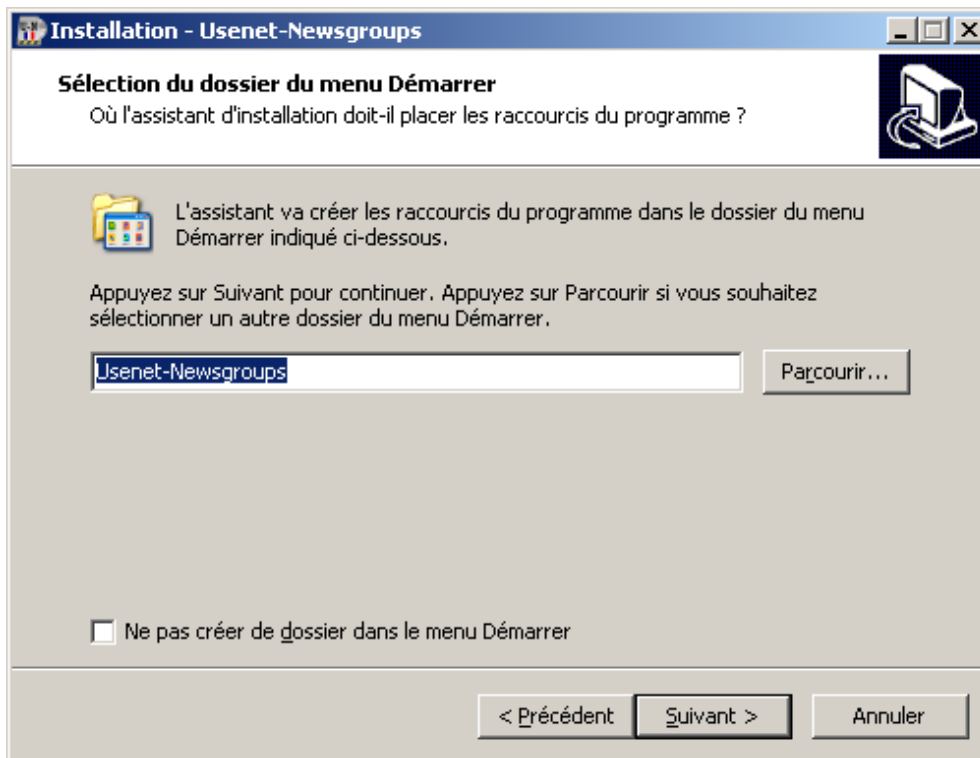 Installation - Usenet-Newsgroups
Sélection du dossier du menu Démarrer
Où l'assistant d'installation doit-il placer les raccourcis du programme ?
L'assistant va créer les raccourcis du programme dans le dossier du menu
Démarrer indiqué ci-dessous.
Appuyez sur Suivant pour continuer. Appuyez sur Parcourir si vous souhaitez
sélectionner un autre dossier du menu Démarrer.
Usenet-Newsgroups
Parcourir...
Ne pas créer de dossier dans le menu Démarrer
< Précédent
Suivant >
Annuler